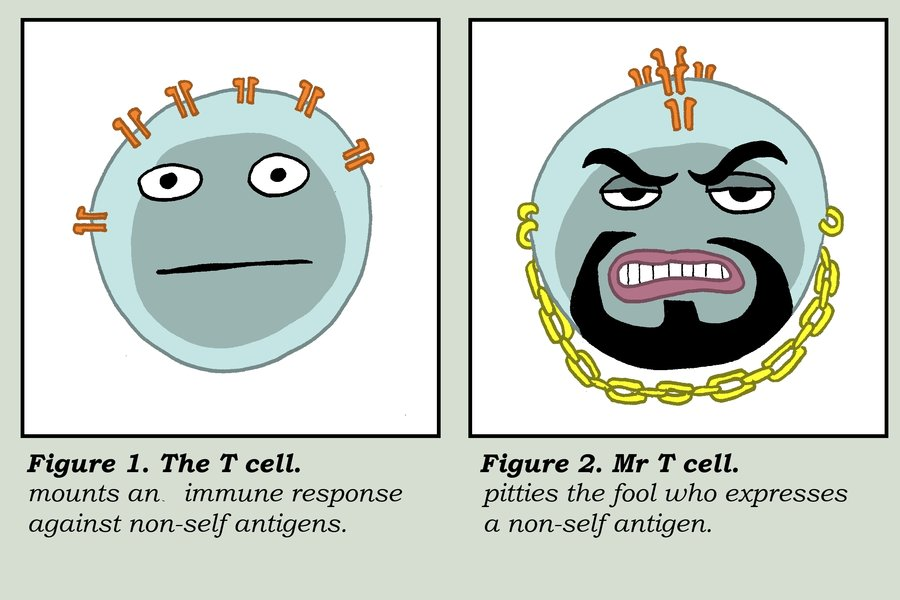 Figure 1. The T cell.
mounts an immune response
against non-self antigens.
Figure 2. Mr T cell.
pitties the fool who expresses
a non-self antigen.